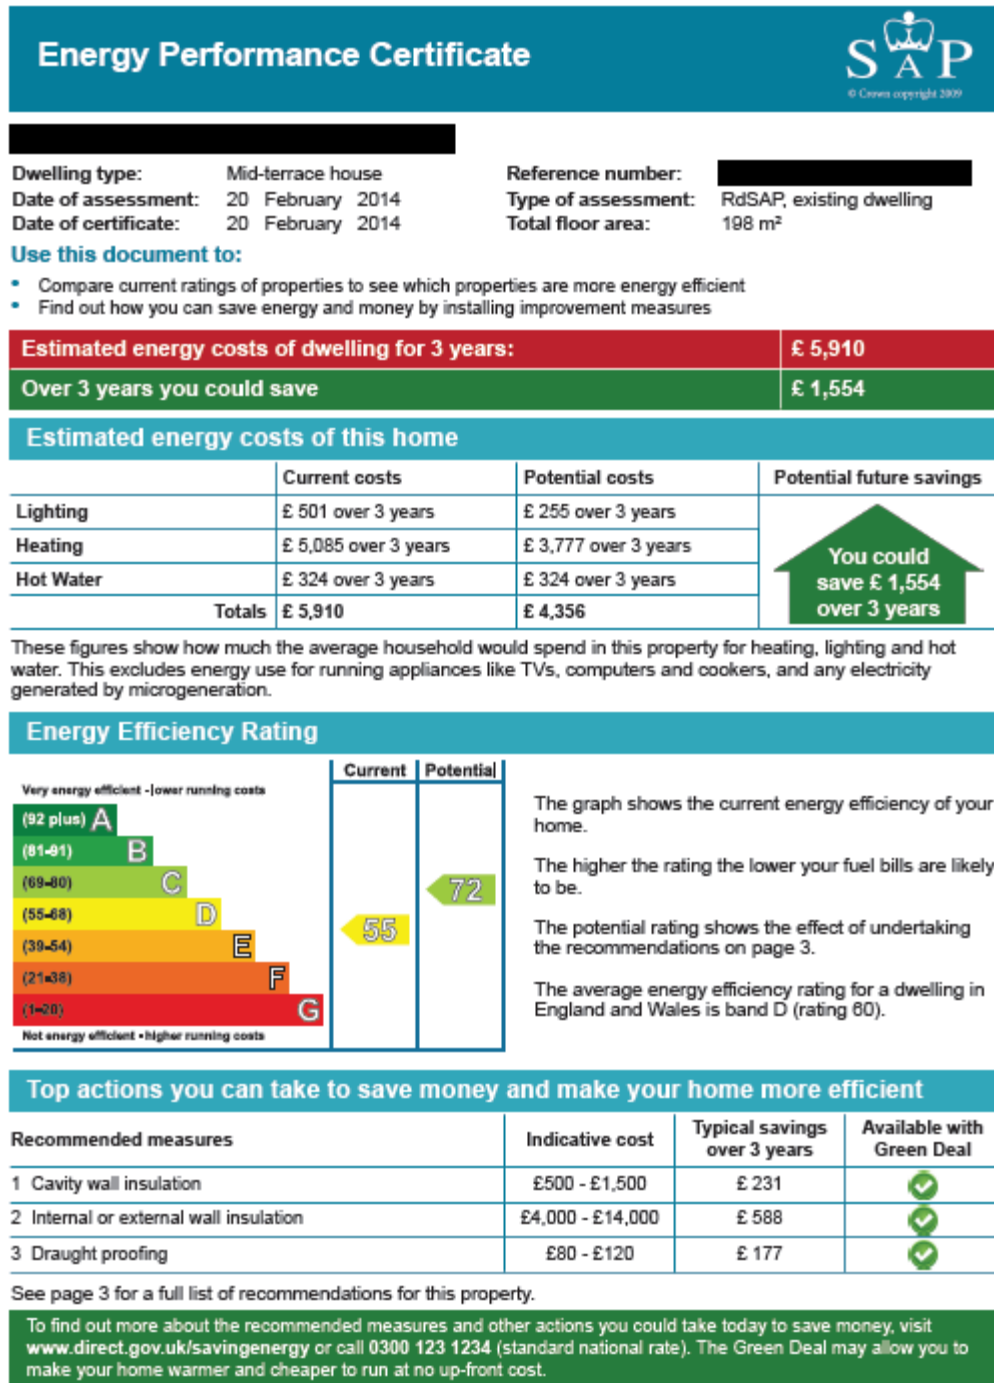 Energy Performance Certificate
SAP
© Crown copyright 2009
Dwelling type: Mid-terrace house
Reference number:
Date of assessment: 20 February 2014
Type of assessment: RdSAP, existing dwelling
Date of certificate: 20 February 2014
Total floor area: 198 m²
Use this document to:
• Compare current ratings of properties to see which properties are more energy efficient
• Find out how you can save energy and money by installing improvement measures
Estimated energy costs of dwelling for 3 years: £ 5,910
Over 3 years you could save £ 1,554
Estimated energy costs of this home
Current costs Potential costs Potential future savings
Lighting £ 501 over 3 years £ 255 over 3 years
Heating £ 5,085 over 3 years £ 3,777 over 3 years
Hot Water £ 324 over 3 years £ 324 over 3 years
Totals £ 5,910 £ 4,356
You could
save £ 1,554
over 3 years
These figures show how much the average household would spend in this property for heating, lighting and hot
water. This excludes energy use for running appliances like TVs, computers and cookers, and any electricity
generated by microgeneration.
Energy Efficiency Rating
Current Potential
Very energy efficient - lower running costs
(92 plus) A
(81-91) B
(69-80) C
72
(55-68) D
55
(39-54) E
(21-38) F
(1-20) G
Not energy efficient - higher running costs
The graph shows the current energy efficiency of your
home.
The higher the rating the lower your fuel bills are likely
to be.
The potential rating shows the effect of undertaking
the recommendations on page 3.
The average energy efficiency rating for a dwelling in
England and Wales is band D (rating 60).
Top actions you can take to save money and make your home more efficient
Recommended measures Indicative cost Typical savings over 3 years Available with Green Deal
1 Cavity wall insulation £500 - £1,500 £ 231
2 Internal or external wall insulation £4,000 - £14,000 £ 588
3 Draught proofing £80 - £120 £ 177
See page 3 for a full list of recommendations for this property.
To find out more about the recommended measures and other actions you could take today to save money, visit
www.direct.gov.uk/savingenergy or call 0300 123 1234 (standard national rate). The Green Deal may allow you to
make your home warmer and cheaper to run at no up-front cost.